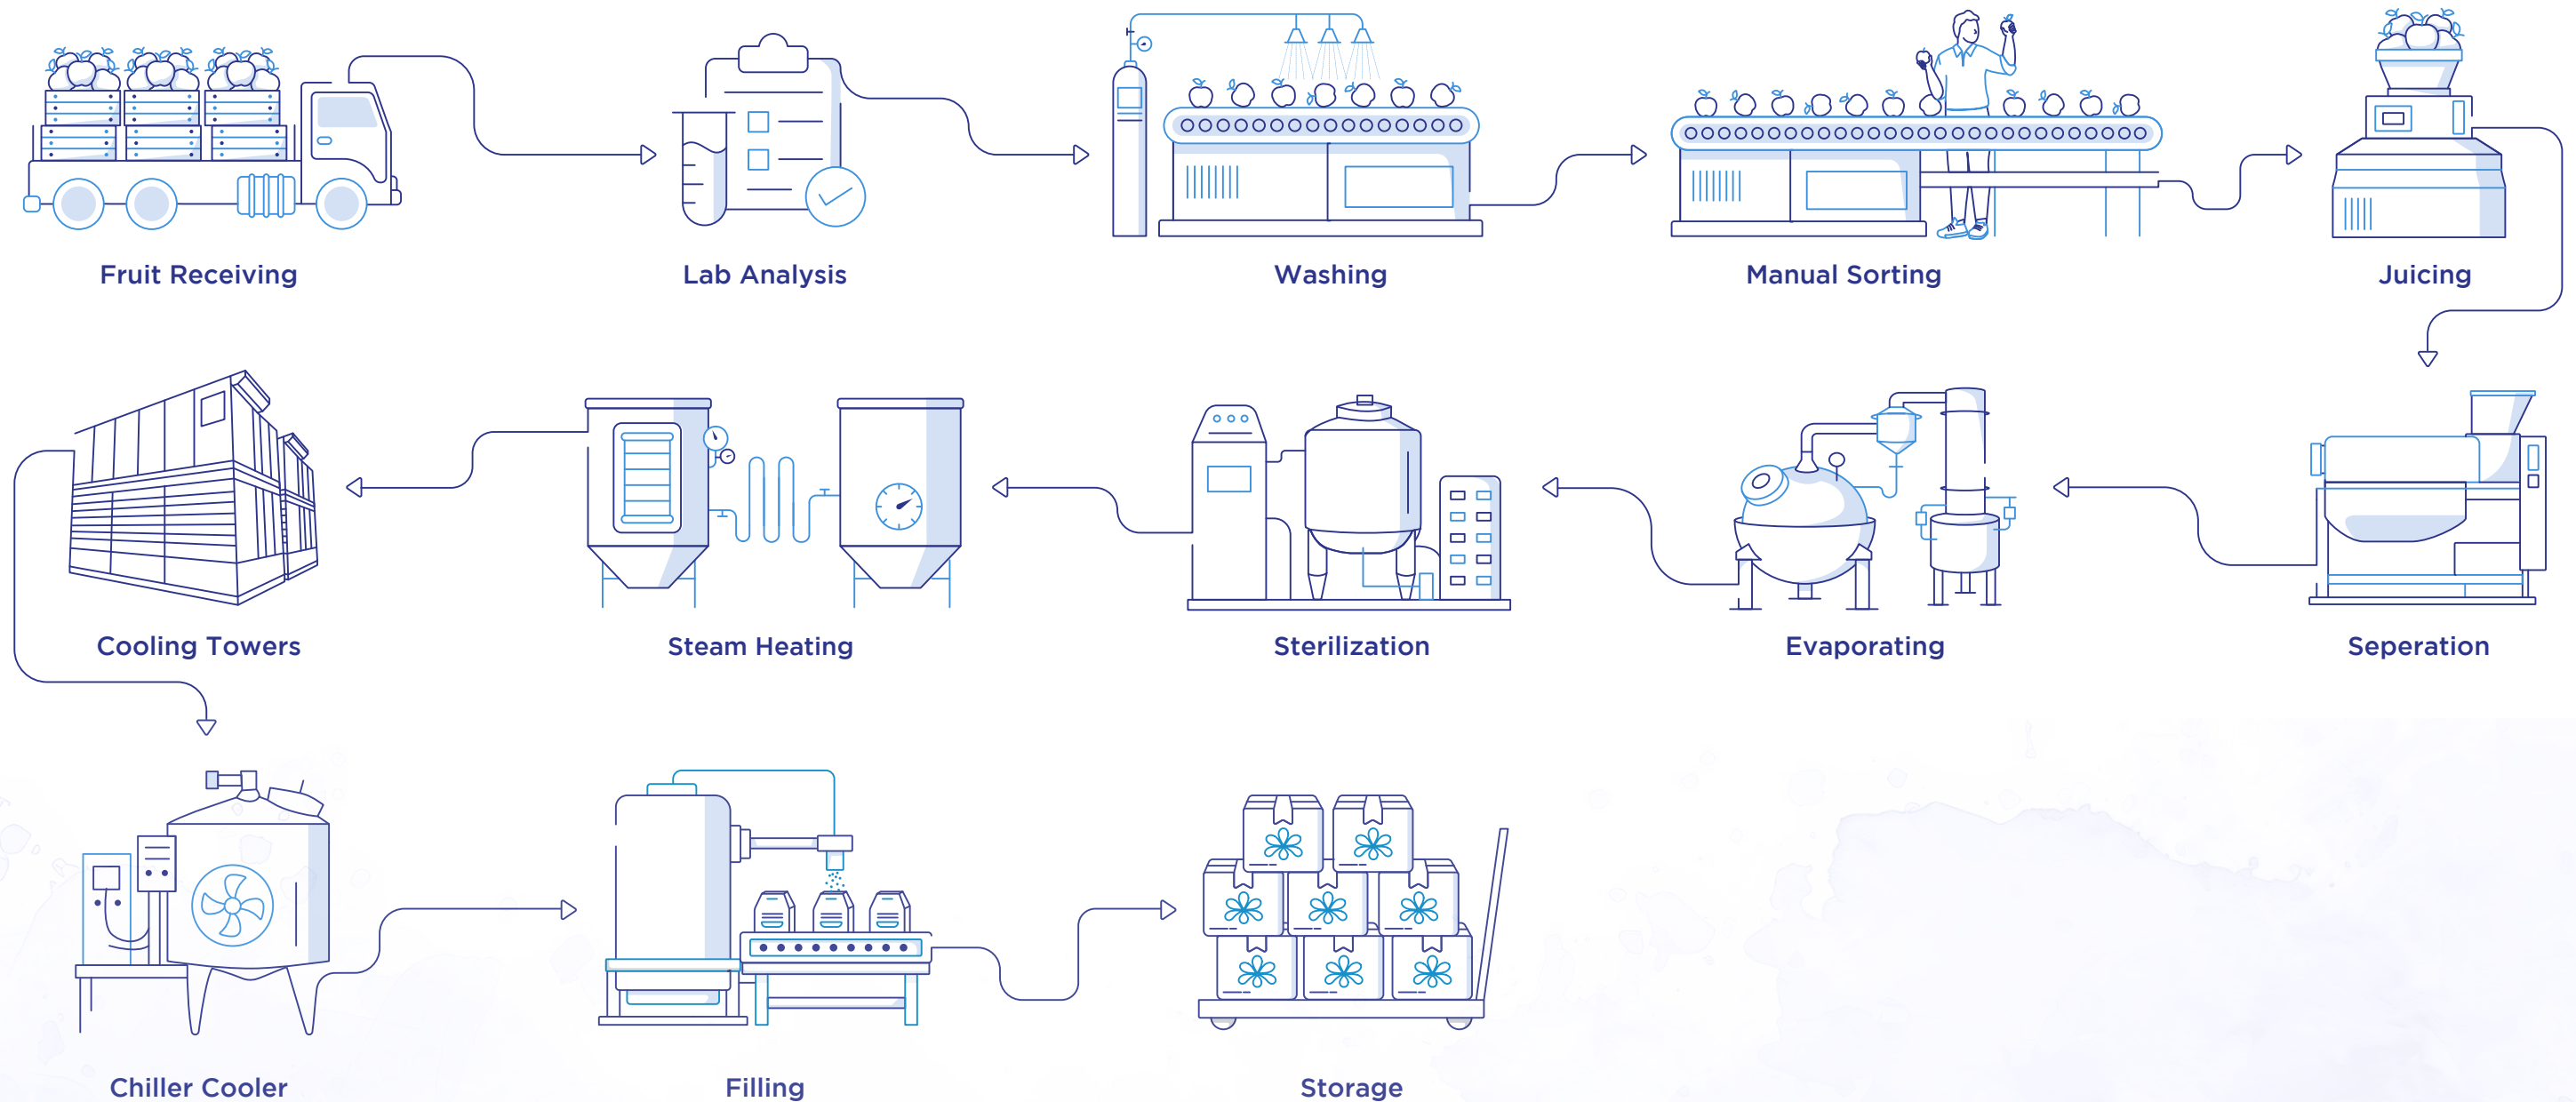 Fruit Receiving
Lab Analysis
Washing
Manual Sorting
Juicing
Cooling Towers
Steam Heating
Sterilization
Evaporating
Seperation
Chiller Cooler
Filling
Storage